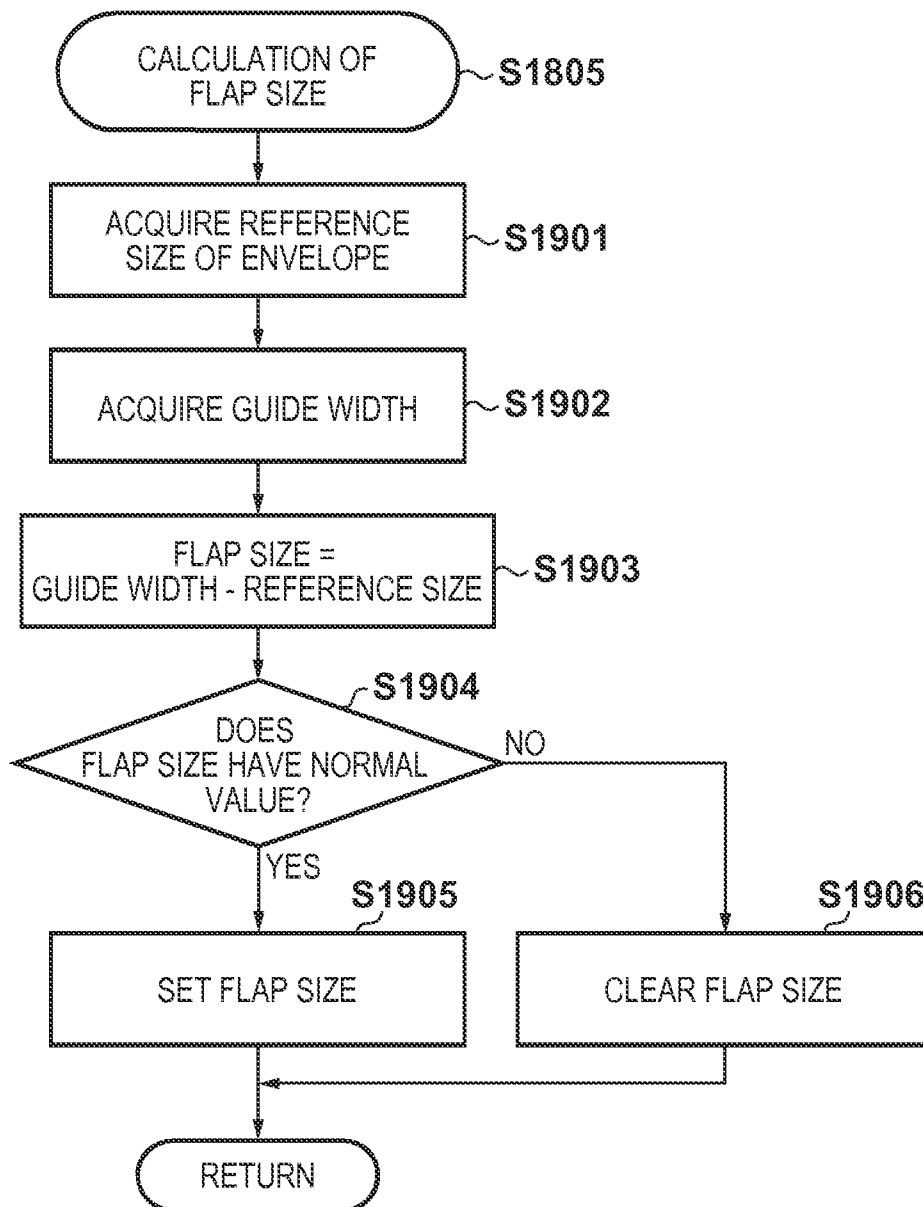 CALCULATION OF
FLAP SIZE
S1805
ACQUIRE REFERENCE
SIZE OF ENVELOPE
S1901
ACQUIRE GUIDE WIDTH
S1902
FLAP SIZE =
GUIDE WIDTH - REFERENCE SIZE
S1903
S1904
DOES
FLAP SIZE HAVE NORMAL
VALUE?
NO
YES
S1905
SET FLAP SIZE
S1906
CLEAR FLAP SIZE
RETURN